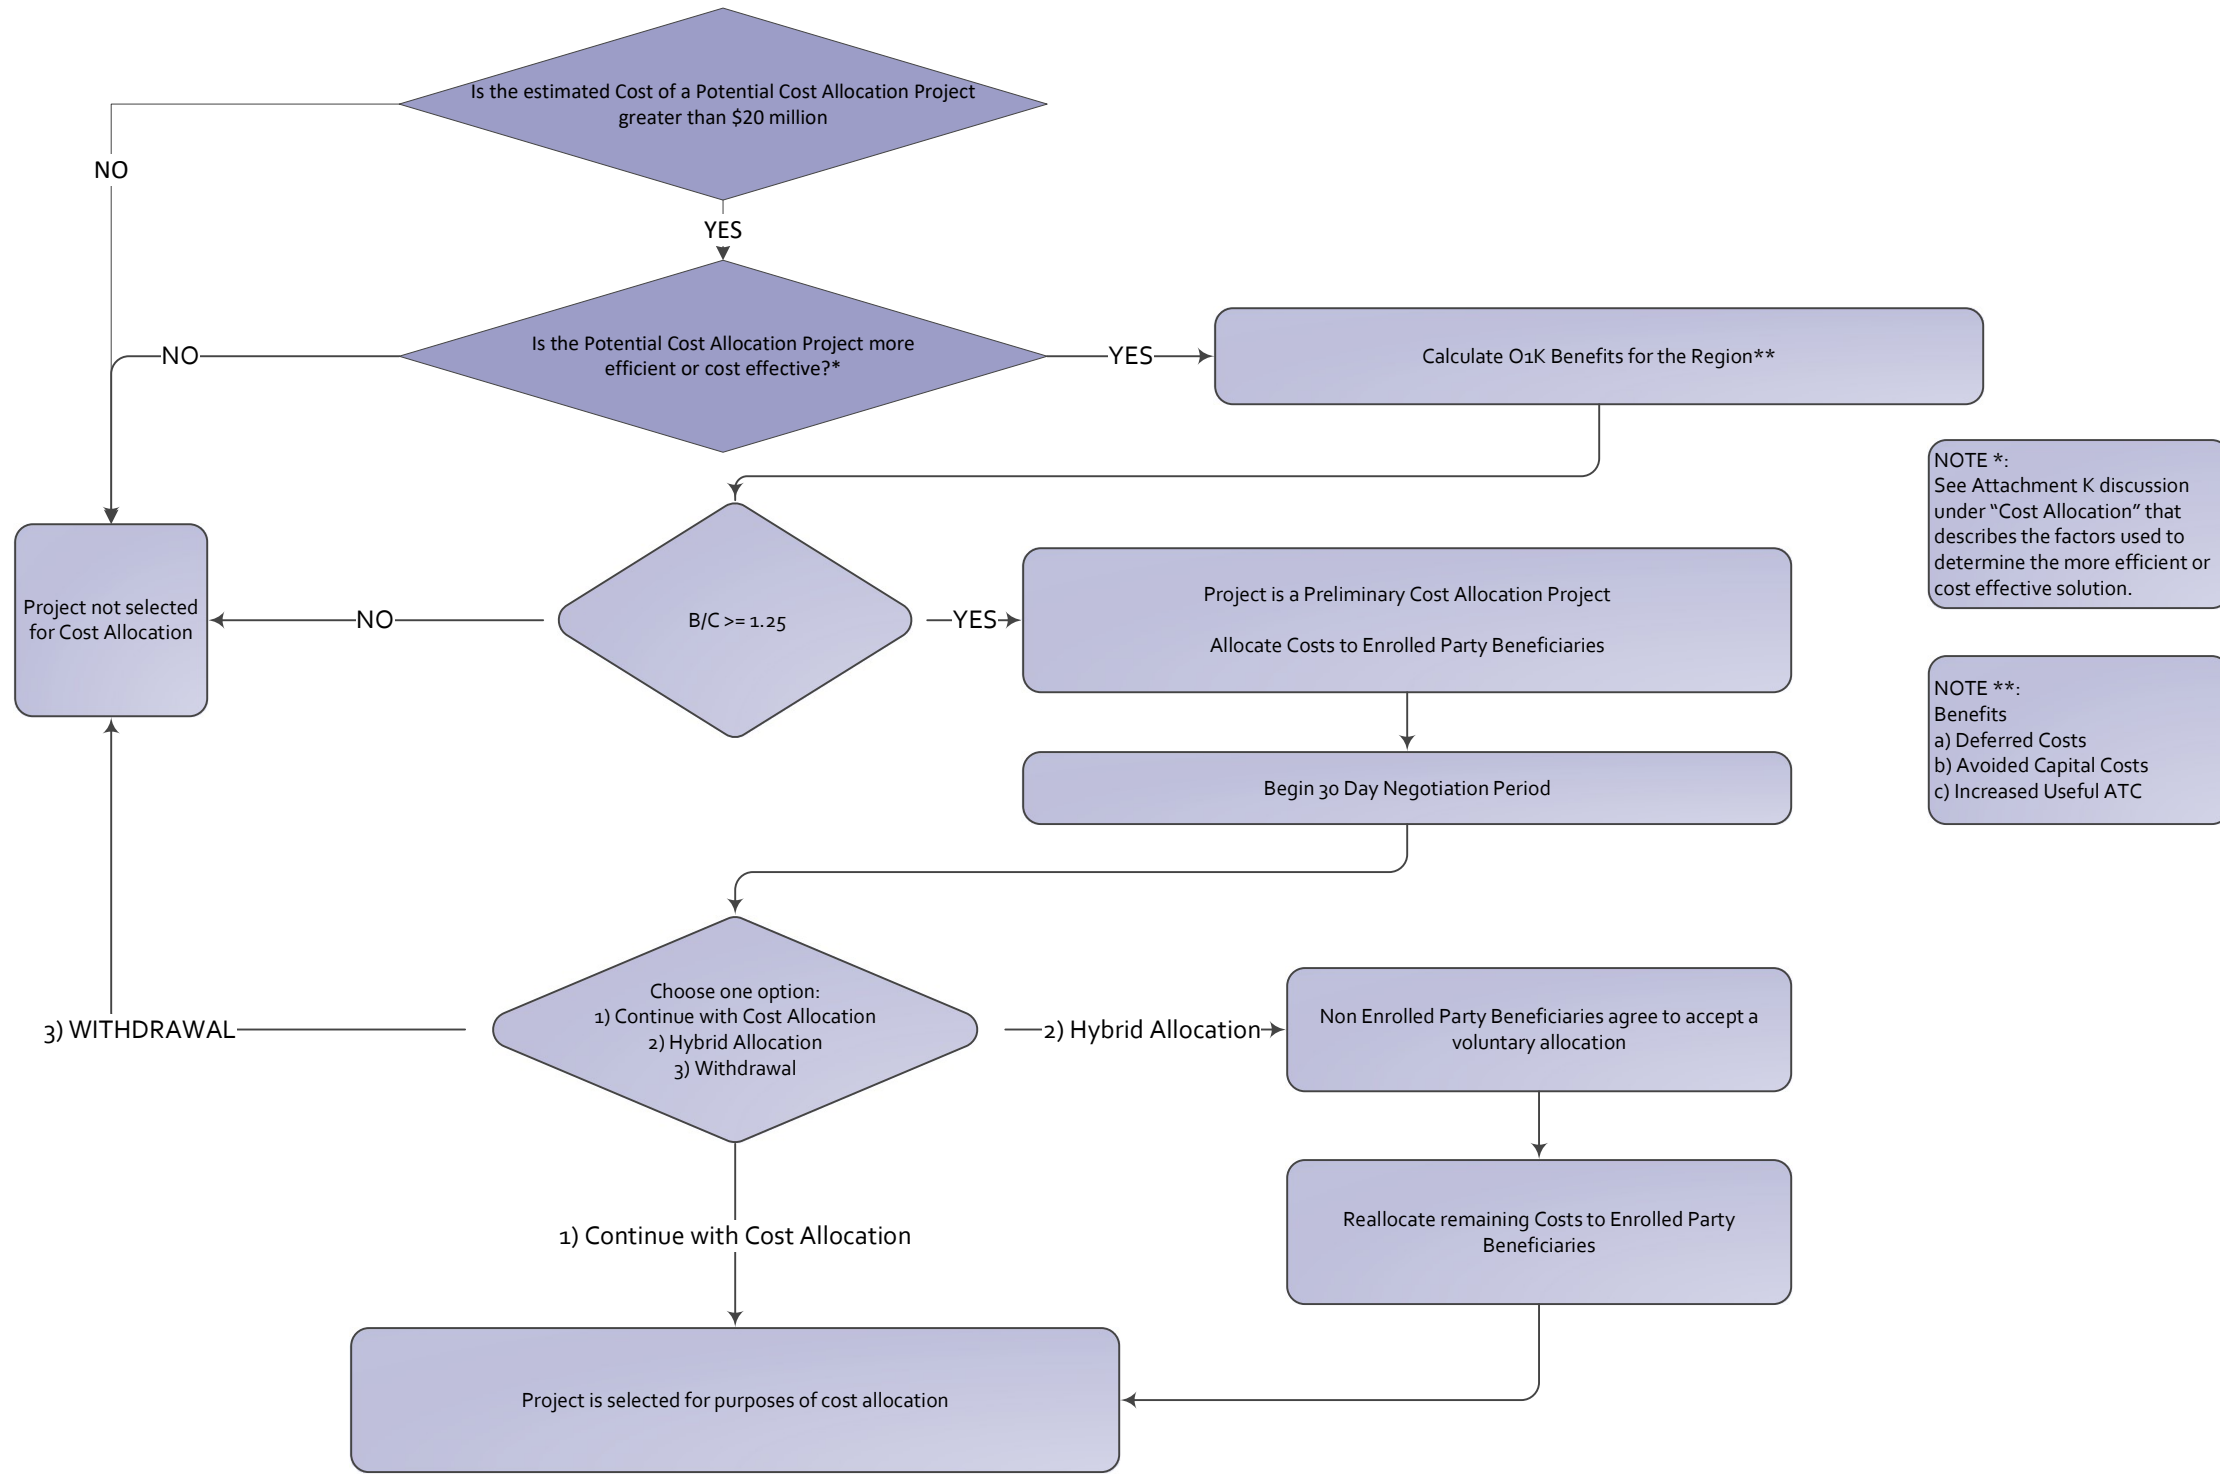 Is the estimated Cost of a Potential Cost Allocation Project
greater than $20 million
NO
YES
Is the Potential Cost Allocation Project more
efficient or cost effective?*
NO
YES
Calculate O1K Benefits for the Region**
NOTE *:
See Attachment K discussion
under “Cost Allocation” that
describes the factors used to
determine the more efficient or
cost effective solution.
Project not selected
for Cost Allocation
NO
B/C >= 1.25
YES
Project is a Preliminary Cost Allocation Project
Allocate Costs to Enrolled Party Beneficiaries
NOTE **:
Benefits
a) Deferred Costs
b) Avoided Capital Costs
c) Increased Useful ATC
Begin 30 Day Negotiation Period
3) WITHDRAWAL
Choose one option:
1) Continue with Cost Allocation
2) Hybrid Allocation
3) Withdrawal
2) Hybrid Allocation
Non Enrolled Party Beneficiaries agree to accept a
voluntary allocation
1) Continue with Cost Allocation
Reallocate remaining Costs to Enrolled Party
Beneficiaries
Project is selected for purposes of cost allocation